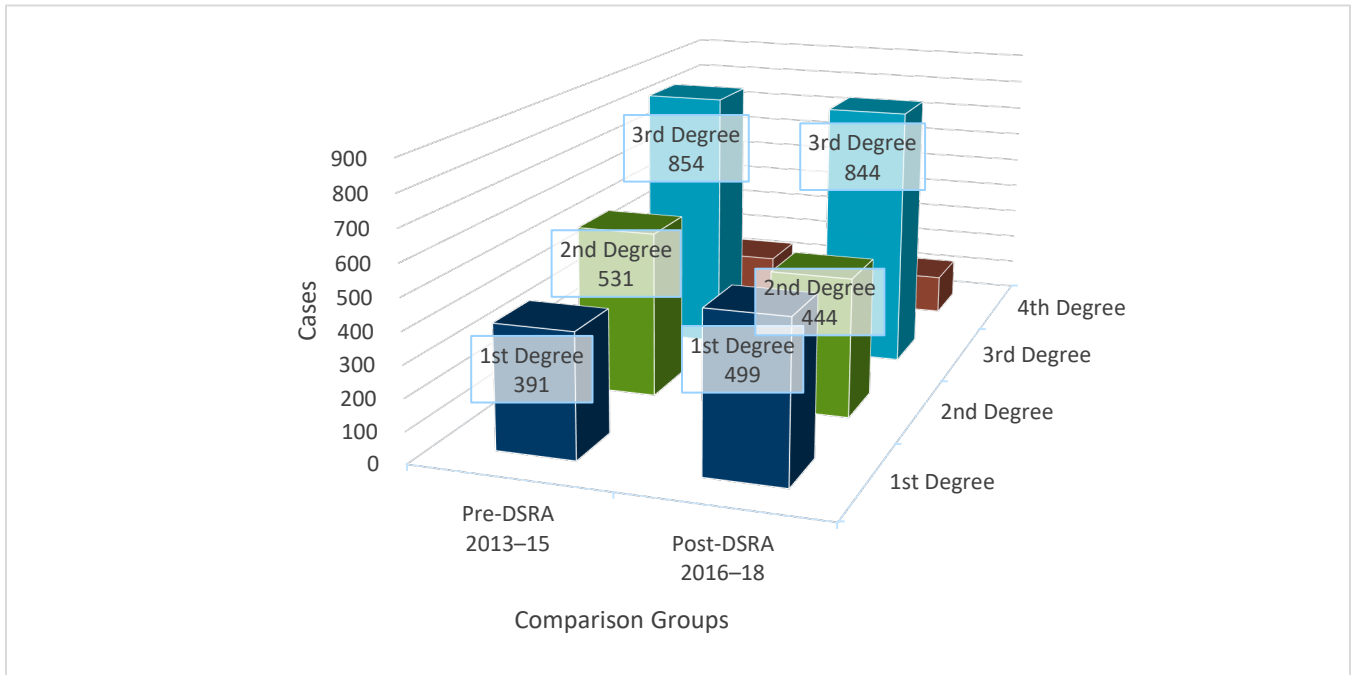 900
800
700
600
500
400
300
200
100
0
Cases
3rd Degree
854
3rd Degree
844
2nd Degree
531
2nd Degree
444
1st Degree
391
1st Degree
499
4th Degree
3rd Degree
2nd Degree
1st Degree
Pre-DSRA
2013–15
Post-DSRA
2016–18
Comparison Groups